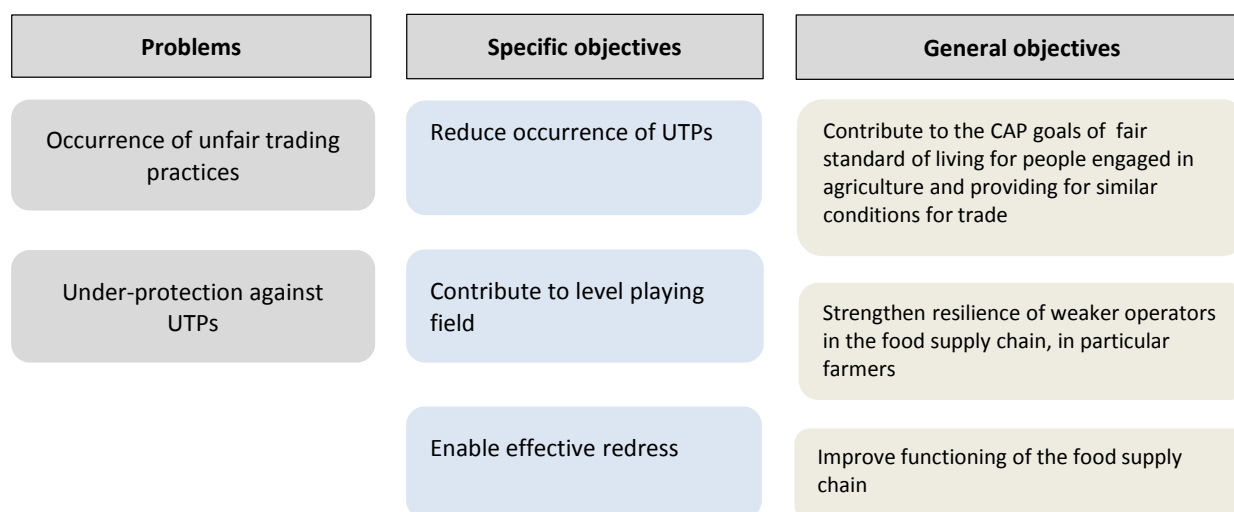 Problems
Occurrence of unfair trading
practices
Under-protection against
UTPs
Specific objectives
Reduce occurrence of UTPs
Contribute to level playing
field
Enable effective redress
General objectives
Contribute to the CAP goals of fair
standard of living for people engaged in
agriculture and providing for similar
conditions for trade
Strengthen resilience of weaker operators
in the food supply chain, in particular
farmers
Improve functioning of the food supply
chain